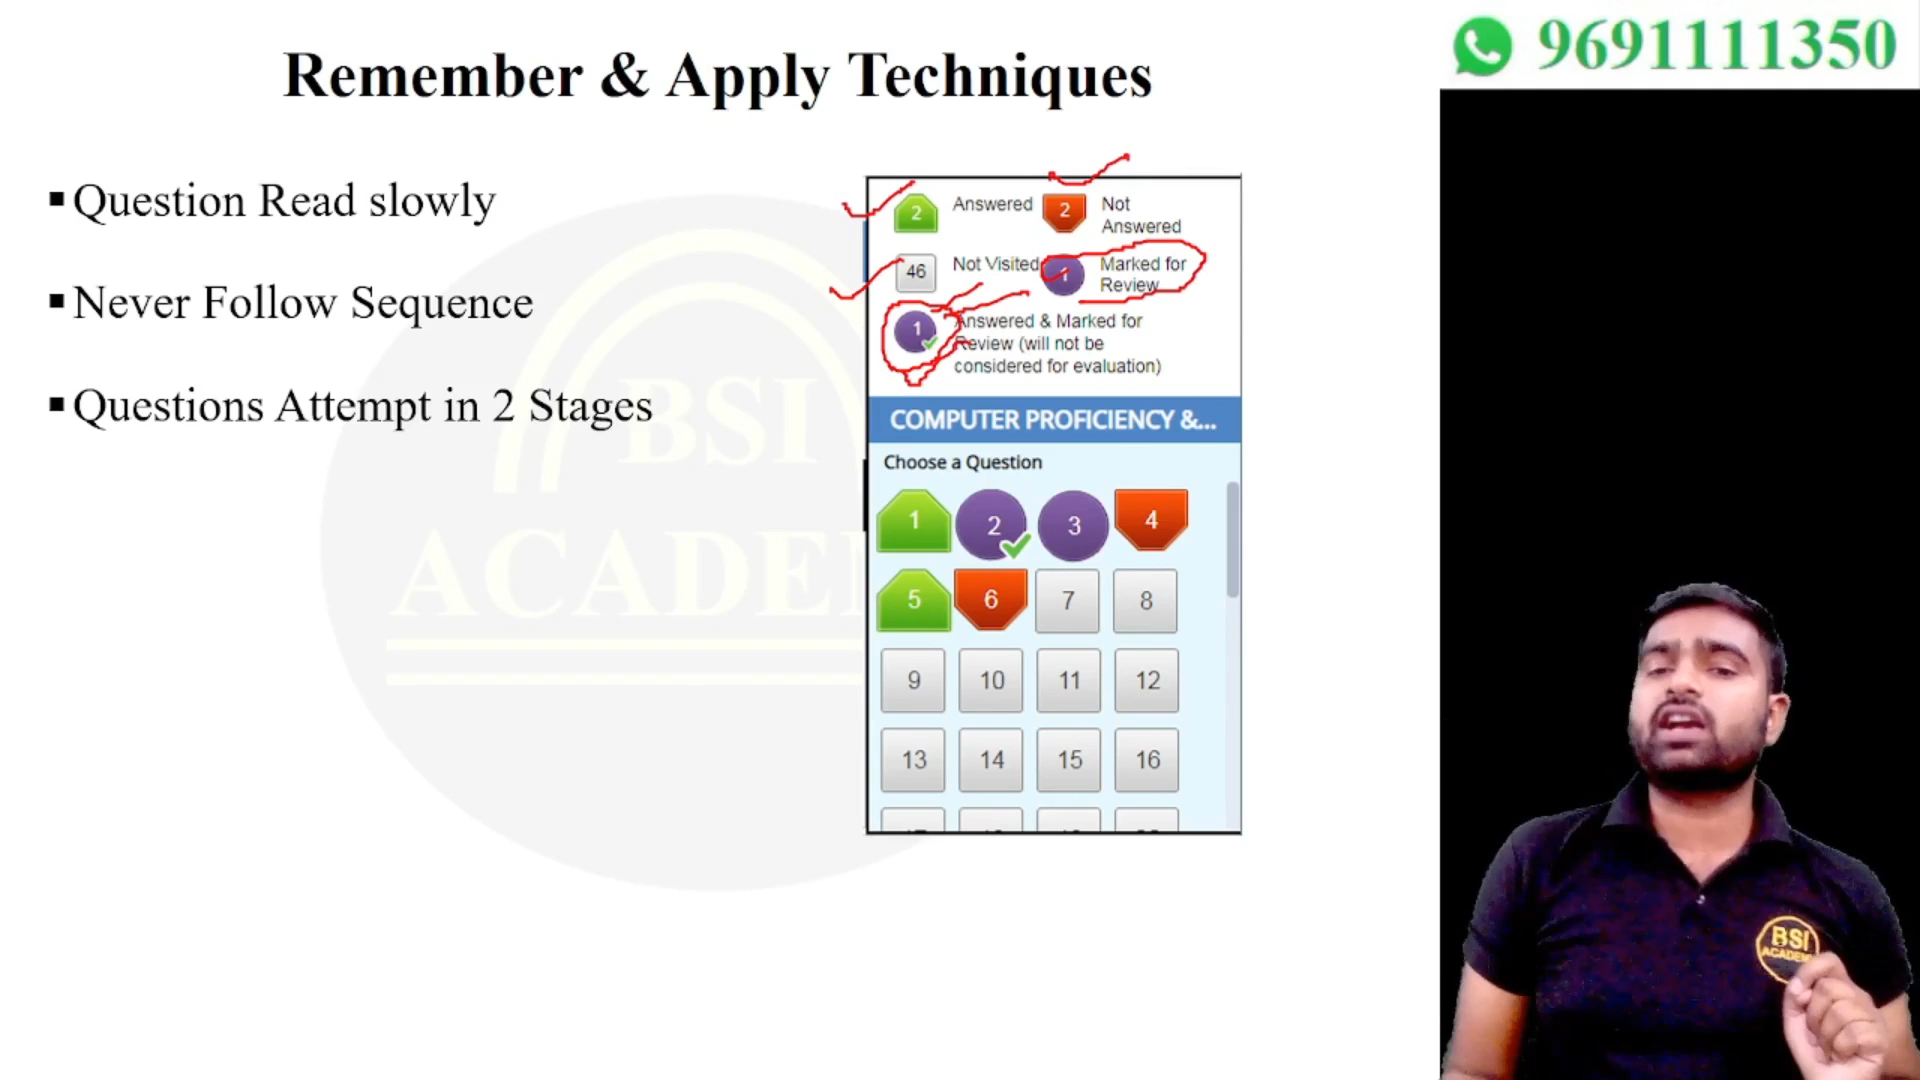 Remember & Apply Techniques
9691111350
▪Question Read slowly
▪Never Follow Sequence
▪Questions Attempt in 2 Stages
BSI
ACADEM
2 Answered 2 Not
Answered
46 Not Visited 1 Marked for
Review
1 Answered & Marked for
Review (will not be
considered for evaluation)
COMPUTER PROFICIENCY &...
Choose a Question
1 2 3 4
5 6 7 8
9 10 11 12
13 14 15 16
BSI
ACADEM